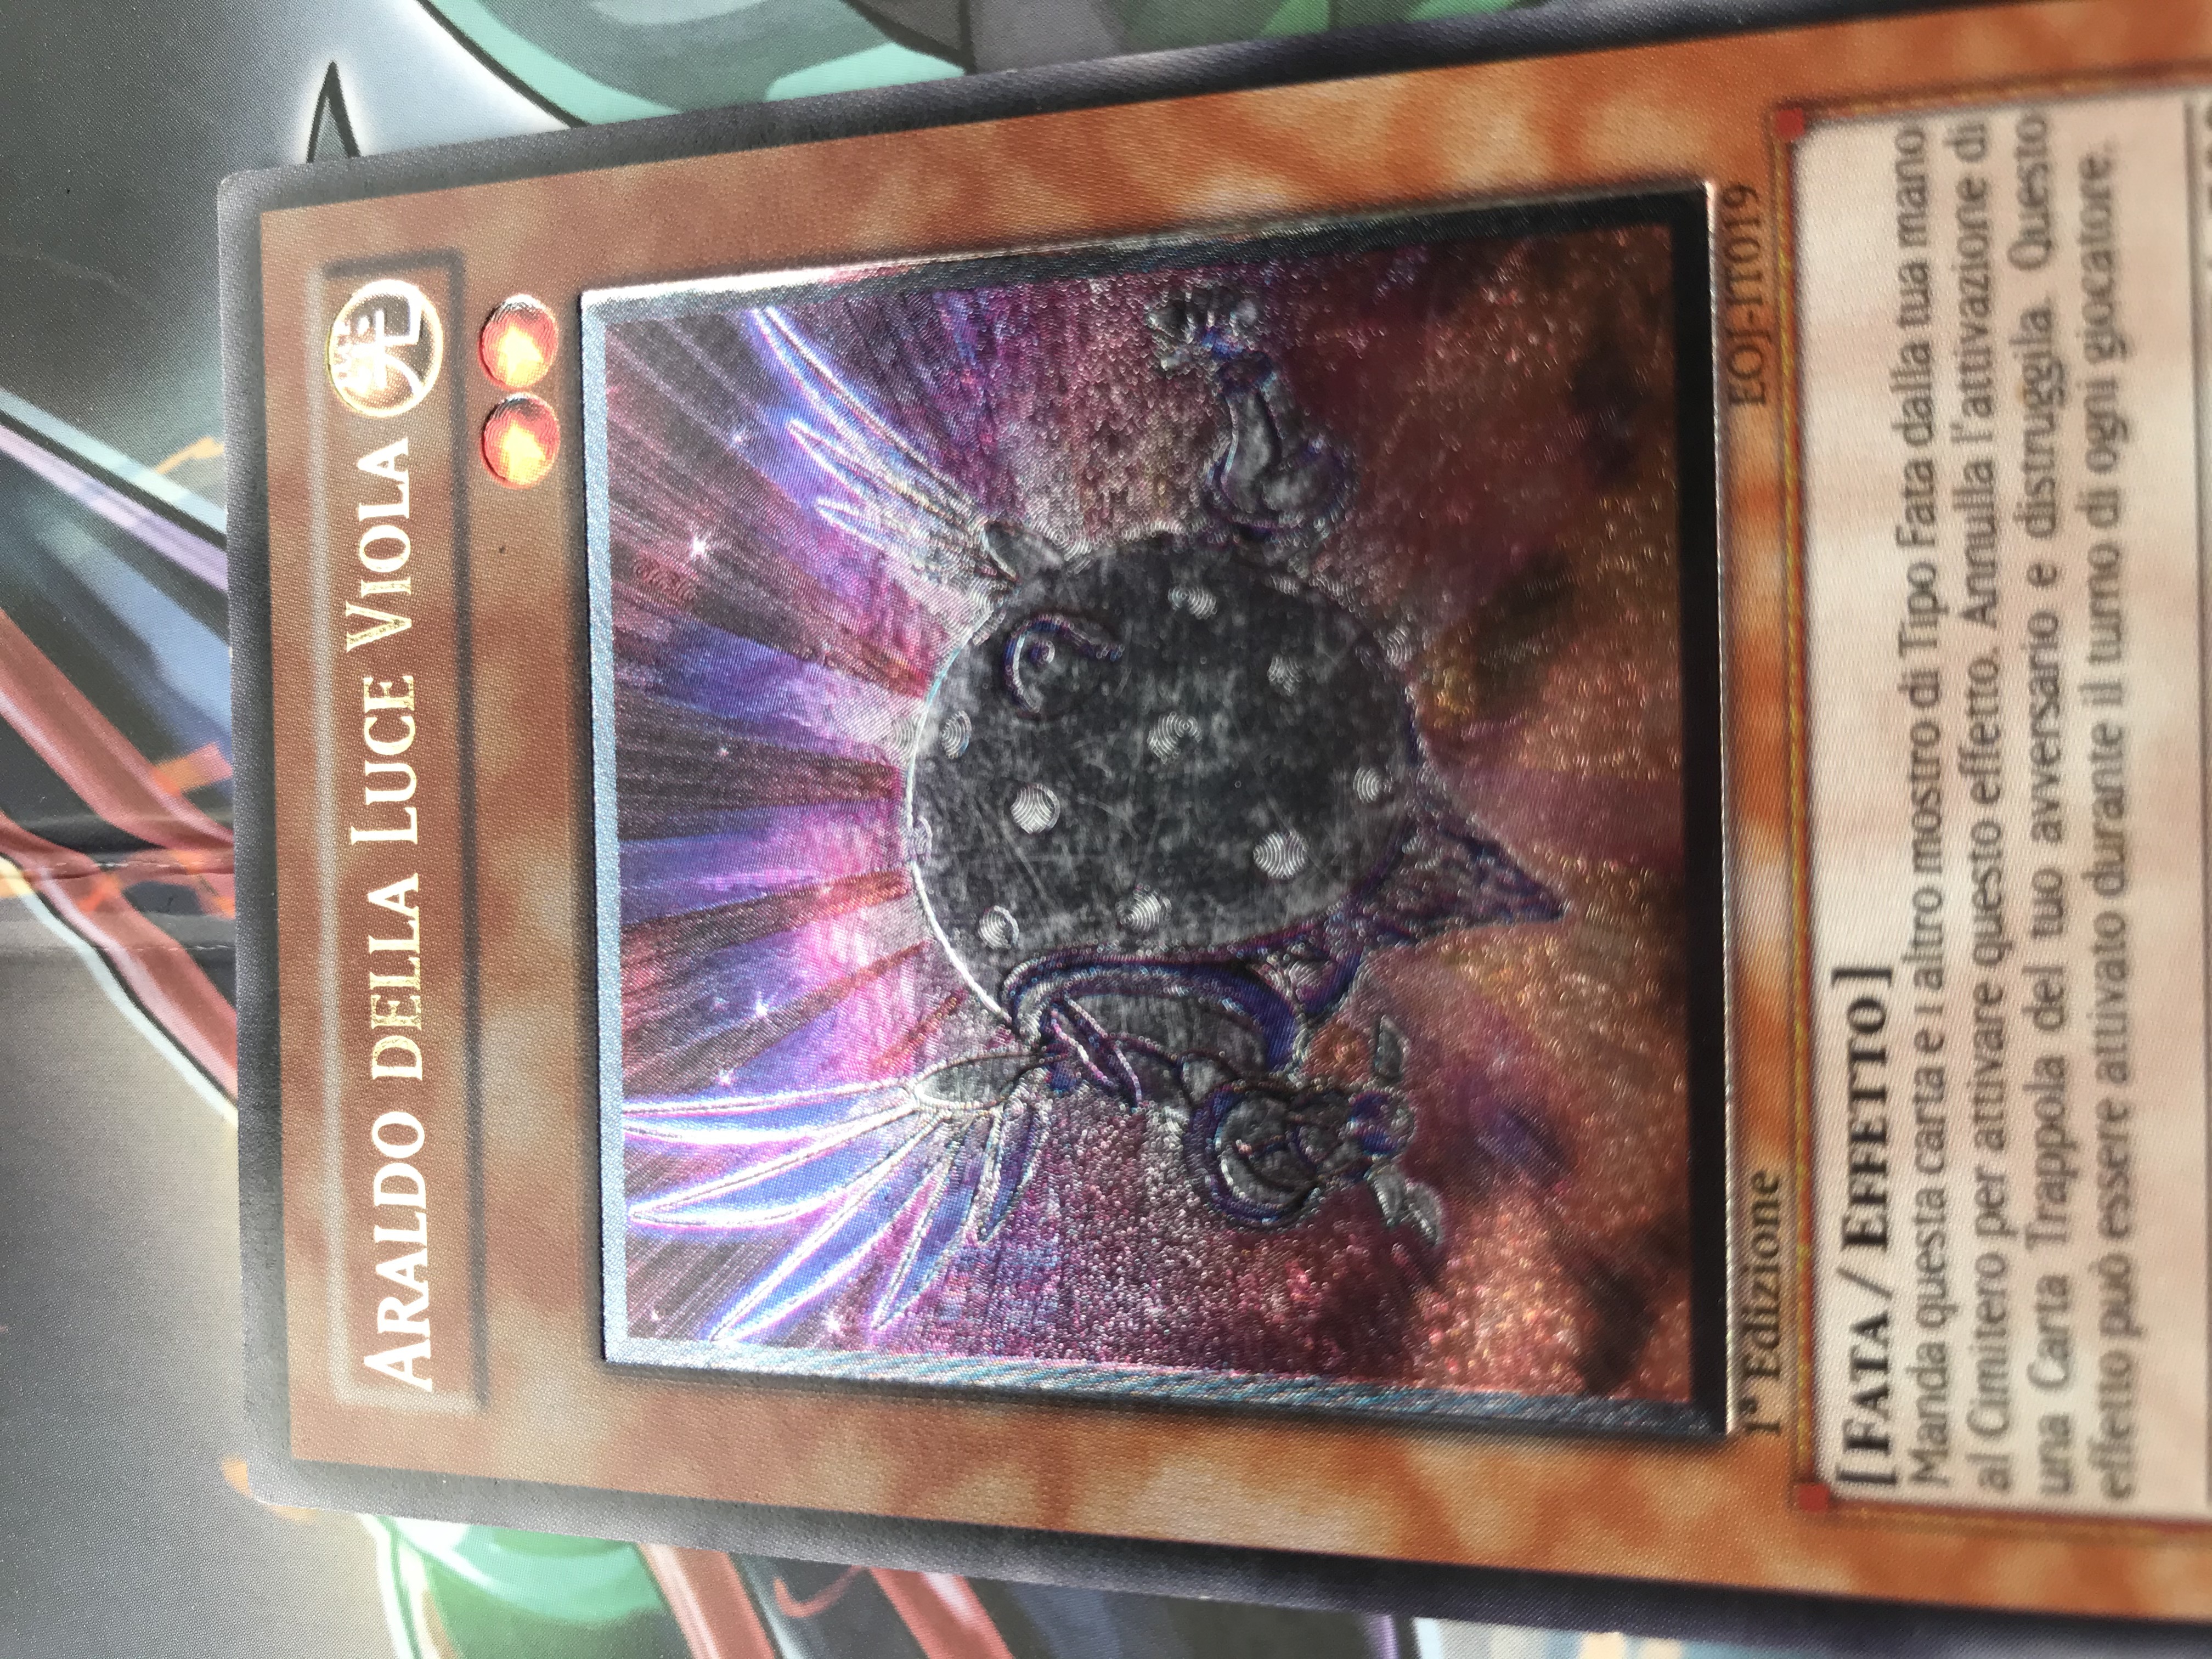 Araldo della Luce Viola
LUCE
光
1ª Edizione
EOJ-IT019
[Fata / Effetto]
Manda questa carta e 1 altro mostro di Tipo Fata dalla tua mano
al Cimitero per attivare questo effetto. Annulla l'attivazione di
una Carta Trappola del tuo avversario e distruggila. Questo
effetto può essere attivato durante il turno di ogni giocatore.